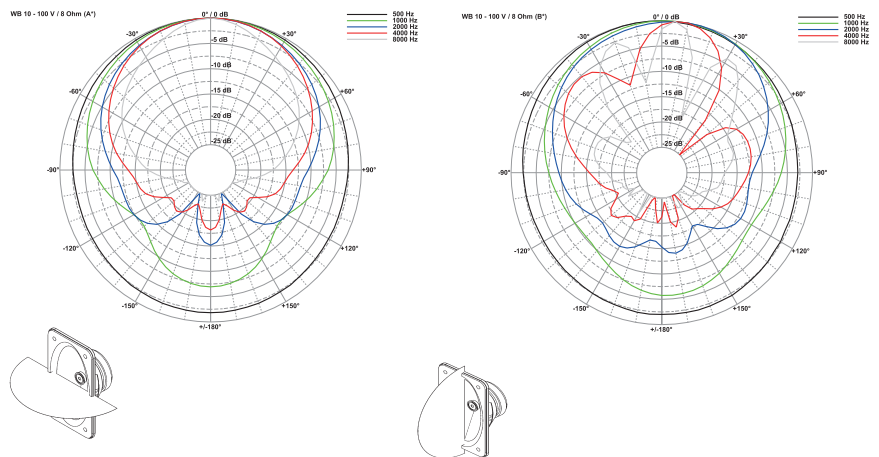 WB 10 - 100 V / 8 Ohm (A*)
0° / 0 dB
500 Hz
1000 Hz
2000 Hz
4000 Hz
8000 Hz
-30°
+30°
-5 dB
-10 dB
-60°
+60°
-15 dB
-20 dB
-25 dB
-90°
+90°
-120°
+120°
-150°
+150°
+/-180°
WB 10 - 100 V / 8 Ohm (B*)
0° / 0 dB
500 Hz
1000 Hz
2000 Hz
4000 Hz
8000 Hz
-30°
+30°
-5 dB
-10 dB
-60°
+60°
-15 dB
-20 dB
-25 dB
-90°
+90°
-120°
+120°
-150°
+150°
+/-180°